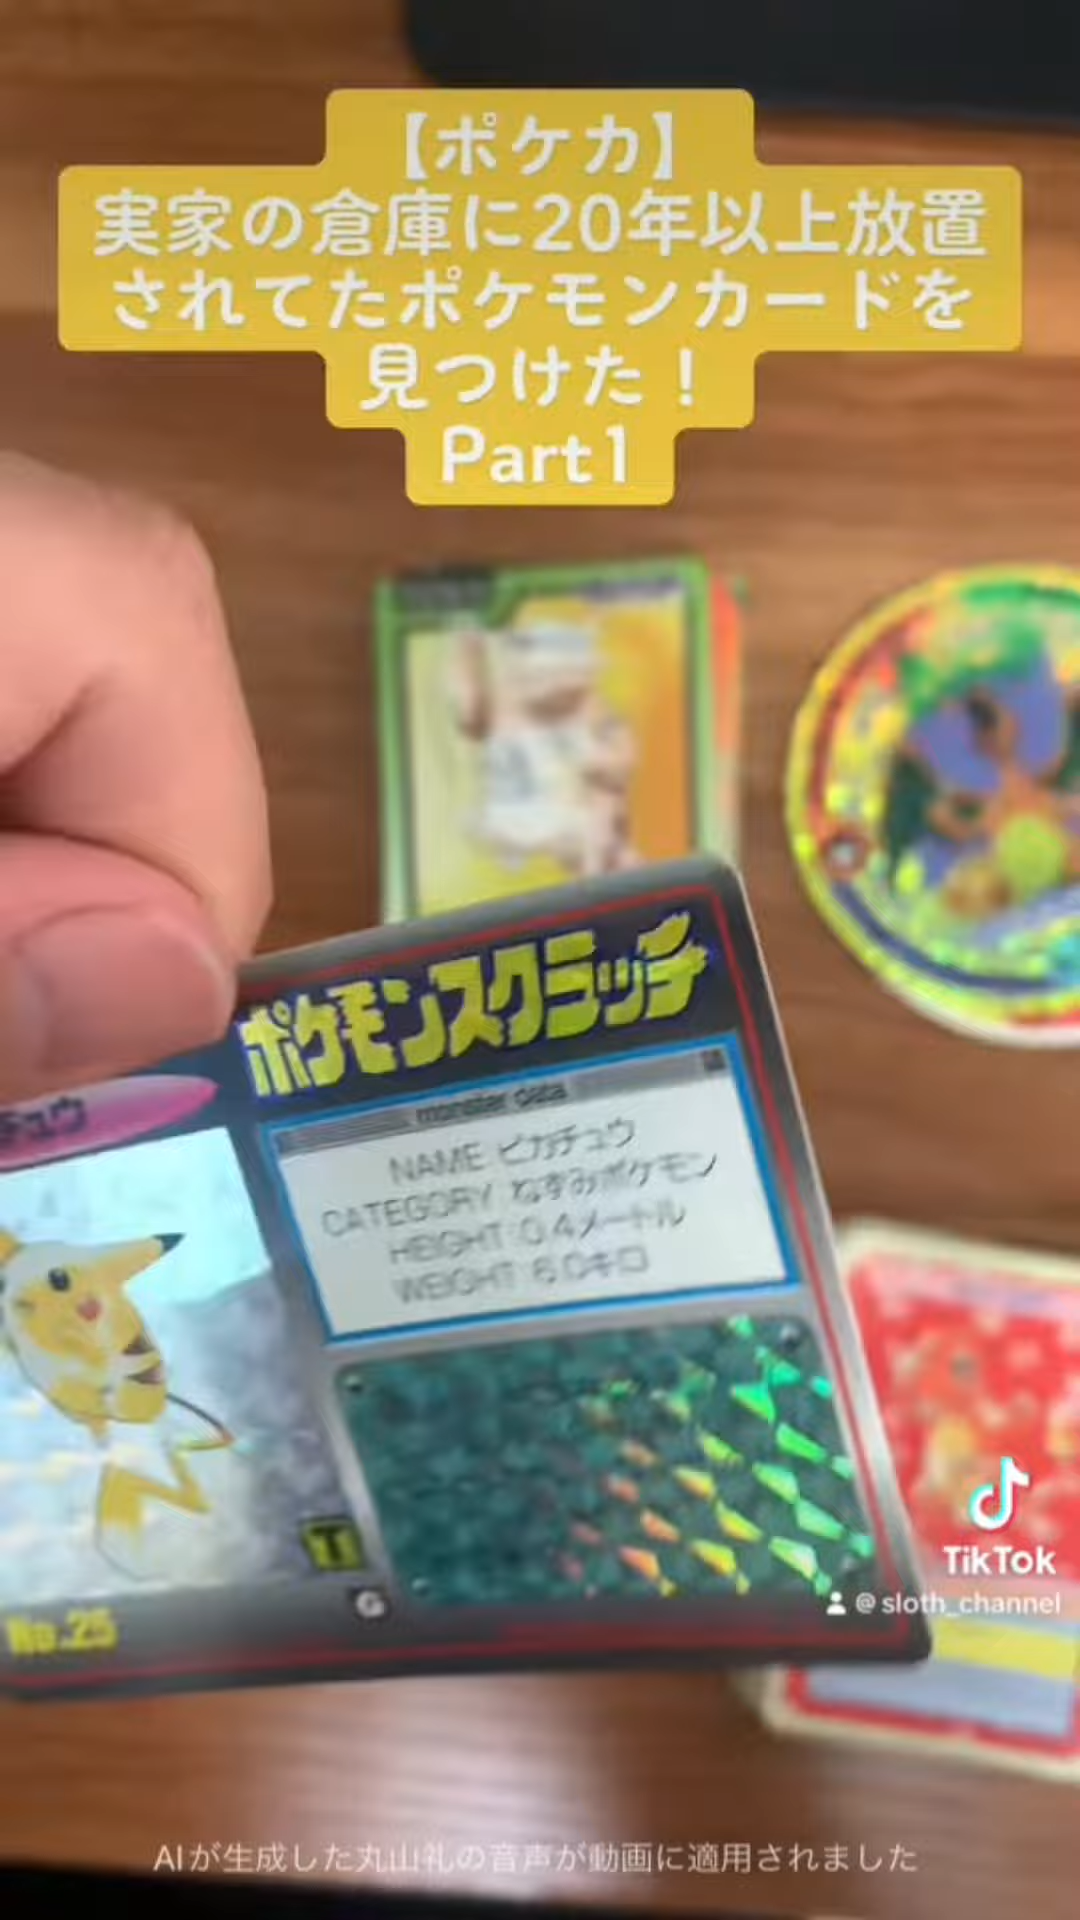 【ポケカ】
実家の倉庫に20年以上放置
されてたポケモンカードを
見つけた！
Part1
ポケモンスクラッチ
チュウ
monster data
NAME ピカチュウ
CATEGORY ねずみポケモン
HEIGHT 0.4メートル
WEIGHT 6.0キロ
T
G
No.25
TikTok
@sloth_channel
AIが生成した丸山礼の音声が動画に適用されました